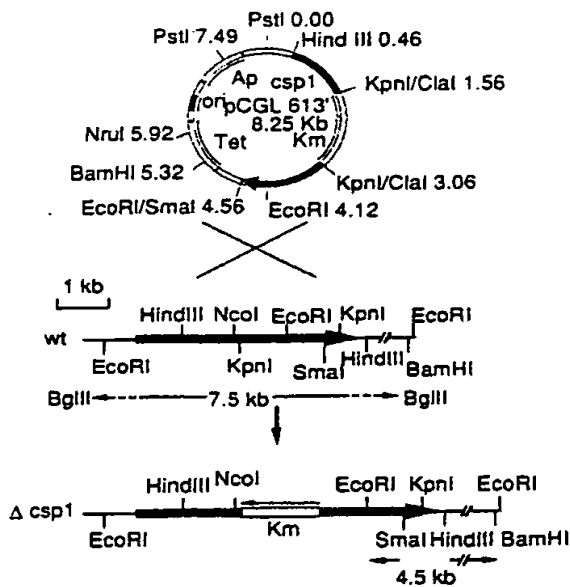 PstI 0.00
PstI 7.49
Hind III 0.46
Ap csp1
KpnI/ClaI 1.56
ori pCGL 613'
8.25 Kb
NruI 5.92
Tet
Km
BamHI 5.32
KpnI/ClaI 3.06
EcoRI/SmaI 4.56
EcoRI 4.12
1 kb
HindIII NcoI EcoRI KpnI EcoRI
wt
EcoRI KpnI SmaI HindIII BamHI
BglII 7.5 kb BglII
HindIII NcoI EcoRI KpnI EcoRI
Δ csp1
EcoRI Km SmaI HindIII BamHI
4.5 kb